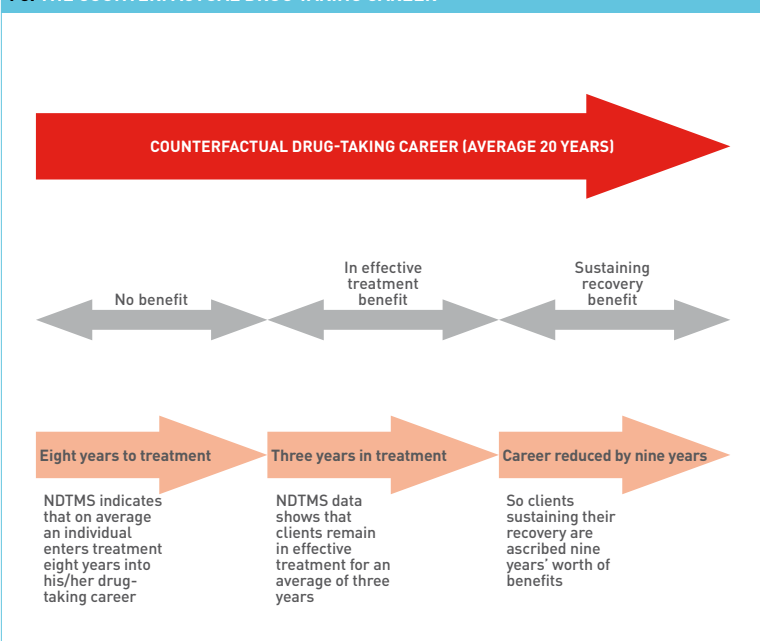 COUNTERFACTUAL DRUG-TAKING CAREER (AVERAGE 20 YEARS)
No benefit
In effective
treatment
benefit
Sustaining
recovery
benefit
Eight years to treatment
Three years in treatment
Career reduced by nine years
NDTMS indicates
that on average
an individual
enters treatment
eight years into
his/her drug-
taking career
NDTMS data
shows that
clients remain
in effective
treatment for an
average of three
years
So clients
sustaining their
recovery are
ascribed nine
years' worth of
benefits